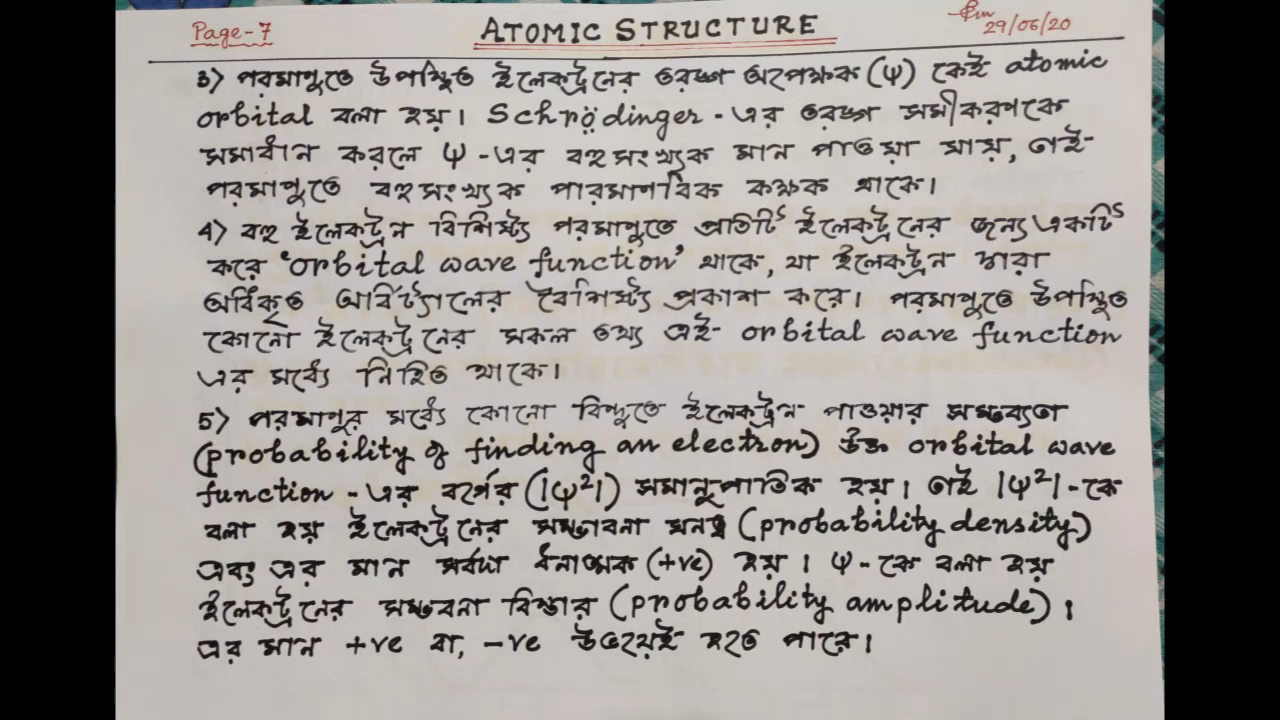 Page-7
ATOMIC STRUCTURE
29/06/20
3) পরমাণুতে উপস্থিত ইলেকট্রনের তরঙ্গ অপেক্ষক (ψ) কেই atomic
orbital বলা হয়। Schrödinger - এর তরঙ্গ সমীকরণকে
সমাধান করলে ψ - এর বহুসংখ্যক মান পাওয়া যায়, তাই
পরমাণুতে বহুসংখ্যক পারমাণবিক কক্ষক থাকে।
4) বহু ইলেকট্রন বিশিষ্ট্য পরমাণুতে প্রতিটি ইলেকট্রনের জন্য একটি
করে 'orbital wave function' থাকে, যা ইলেকট্রন দ্বারা
অধিকৃত অর্বিট্যালের বৈশিষ্ট্য প্রকাশ করে। পরমাণুতে উপস্থিত
কোনো ইলেকট্রনের সকল তথ্য এই orbital wave function
এর মধ্যে নিহিত থাকে।
5) পরমাণুর মধ্যে কোনো বিন্দুতে ইলেকট্রন পাওয়ার সম্ভব্যতা
(probability of finding an electron) উক্ত orbital wave
function - এর বর্গের (|ψ²|) সমানুপাতিক হয়। তাই |ψ²| - কে
বলা হয় ইলেকট্রনের সম্ভাবনা ঘনত্ব (probability density)
এবং এর মান সর্বদা ধনাত্মক (+ve) হয়। ψ - কে বলা হয়
ইলেকট্রনের সম্ভবনা বিস্তার (probability amplitude)।
এর মান +ve বা, -ve উভয়ই হতে পারে।